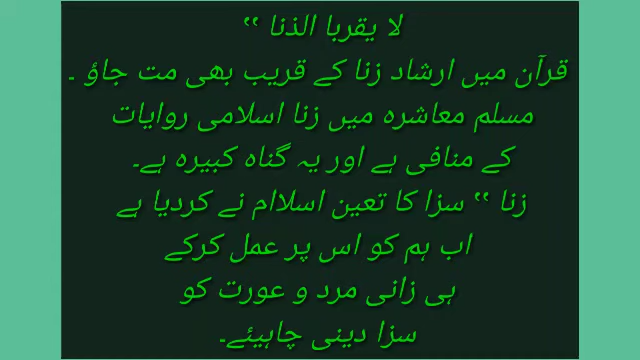 لا یقربا الذنا ‟
قرآن میں ارشاد زنا کے قریب بھی مت جاؤ ۔
مسلم معاشرہ میں زنا اسلامی روایات
کے منافی ہے اور یہ گناہ کبیرہ ہے۔
زنا ‟ سزا کا تعین اسلاام نے کردیا ہے
اب ہم کو اس پر عمل کرکے
ہی زانی مرد و عورت کو
سزا دینی چاہیئے۔